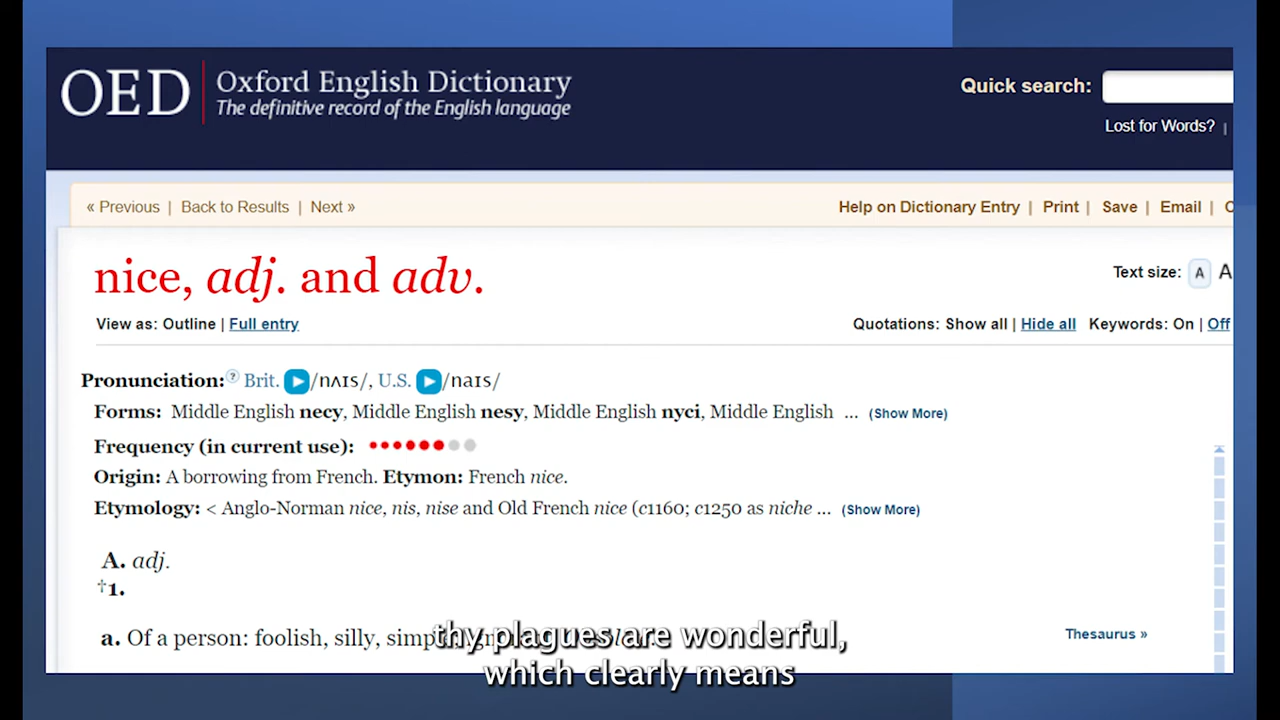 OED Oxford English Dictionary
The definitive record of the English language
Quick search:
Lost for Words? |
« Previous | Back to Results | Next »
Help on Dictionary Entry | Print | Save | Email |
nice, adj. and adv.
Text size: A A
View as: Outline | Full entry
Quotations: Show all | Hide all Keywords: On | Off
Pronunciation: ? Brit. /nʌɪs/, U.S. /naɪs/
Forms: Middle English necy, Middle English nesy, Middle English nyci, Middle English ... (Show More)
Frequency (in current use):
Origin: A borrowing from French. Etymon: French nice.
Etymology: < Anglo-Norman nice, nis, nise and Old French nice (c1160; c1250 as niche ... (Show More)
A. adj.
†1.
a. Of a person: foolish, silly,
Thesaurus »
thy plagues are wonderful,
which clearly means